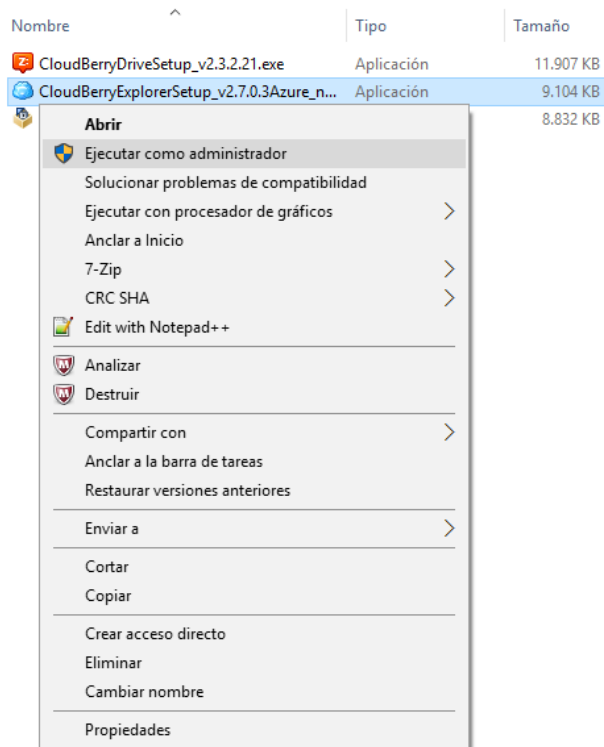 Nombre Tipo Tamaño
CloudBerryDriveSetup_v2.3.2.21.exe Aplicación 11.907 KB
CloudBerryExplorerSetup_v2.7.0.3Azure_n... Aplicación 9.104 KB
8.832 KB
Abrir
Ejecutar como administrador
Solucionar problemas de compatibilidad
Ejecutar con procesador de gráficos
Anclar a Inicio
7-Zip
CRC SHA
Edit with Notepad++
Analizar
Destruir
Compartir con
Anclar a la barra de tareas
Restaurar versiones anteriores
Enviar a
Cortar
Copiar
Crear acceso directo
Eliminar
Cambiar nombre
Propiedades